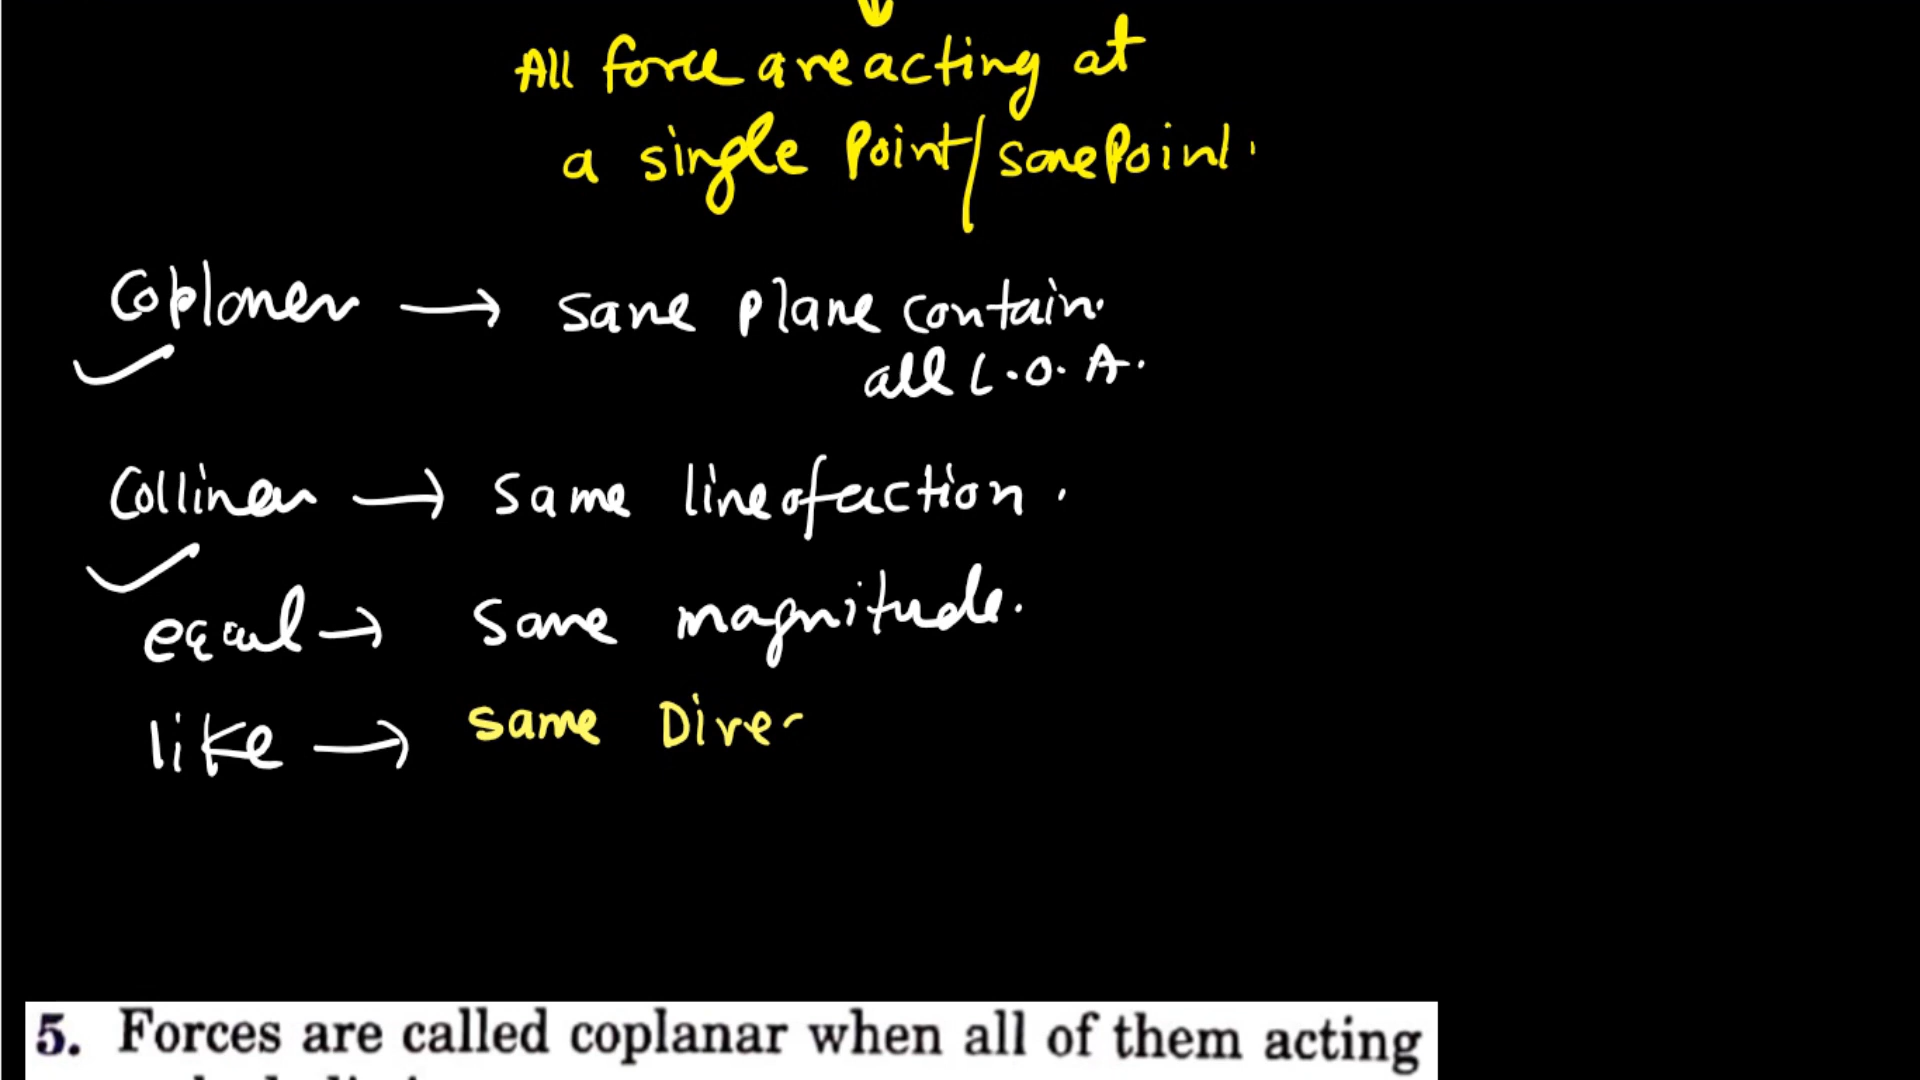 All force are acting at
a single Point/same Point.
Coplaner → same plane contain.
all L.O.A.
Collinear → same line of action.
equal → same magnitude.
like → same Direc
5. Forces are called coplanar when all of them acting